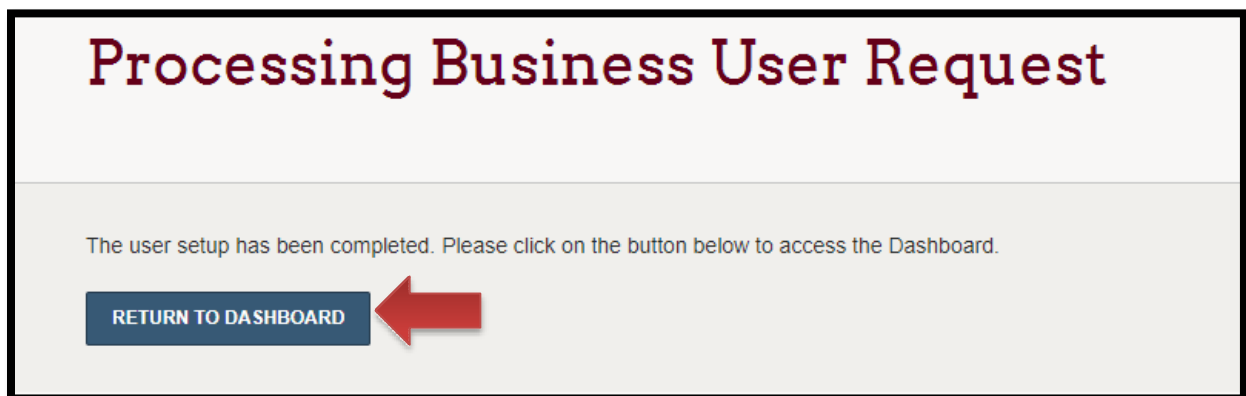 Processing Business User Request
The user setup has been completed. Please click on the button below to access the Dashboard.
RETURN TO DASHBOARD